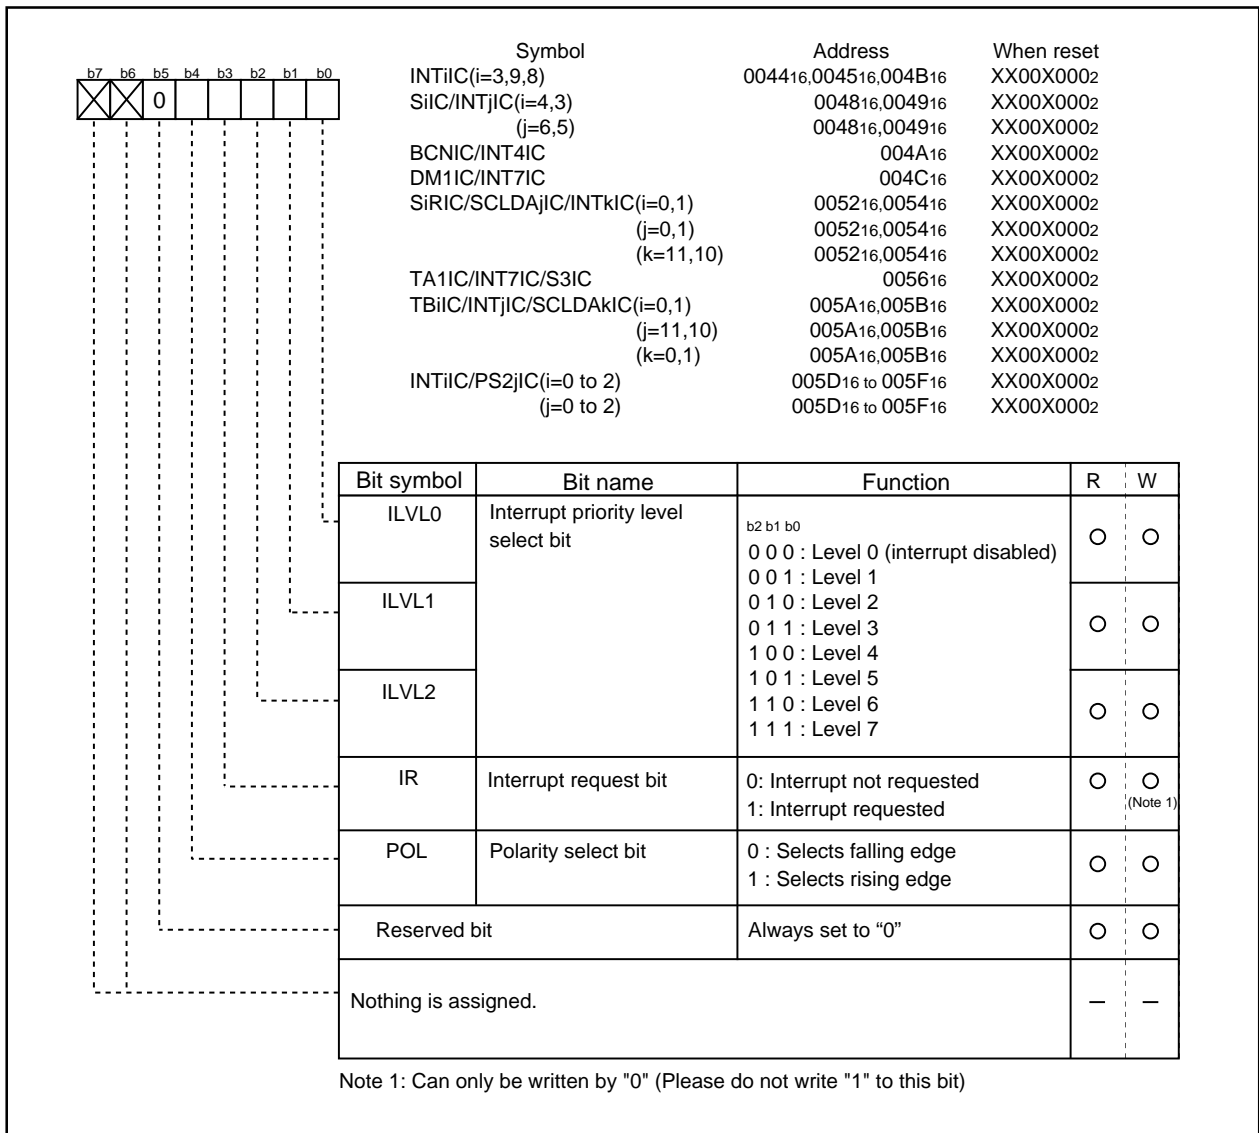 Symbol Address When reset
b7 b6 b5 b4 b3 b2 b1 b0
INTiIC(i=3,9,8) 004416,004516,004B16 XX00X0002
0
SiIC/INTjIC(i=4,3) 004816,004916 XX00X0002
(j=6,5) 004816,004916 XX00X0002
BCNIC/INT4IC 004A16 XX00X0002
DM1IC/INT7IC 004C16 XX00X0002
SiRIC/SCLDAjIC/INTkIC(i=0,1) 005216,005416 XX00X0002
(j=0,1) 005216,005416 XX00X0002
(k=11,10) 005216,005416 XX00X0002
TA1IC/INT7IC/S3IC 005616 XX00X0002
TBiIC/INTjIC/SCLDAkIC(i=0,1) 005A16,005B16 XX00X0002
(j=11,10) 005A16,005B16 XX00X0002
(k=0,1) 005A16,005B16 XX00X0002
INTiIC/PS2jIC(i=0 to 2) 005D16 to 005F16 XX00X0002
(j=0 to 2) 005D16 to 005F16 XX00X0002
Bit symbol Bit name Function R W
ILVL0 Interrupt priority level
select bit
b2 b1 b0
0 0 0 : Level 0 (interrupt disabled)
0 0 1 : Level 1
ILVL1 0 1 0 : Level 2
0 1 1 : Level 3
1 0 0 : Level 4
1 0 1 : Level 5
ILVL2 1 1 0 : Level 6
1 1 1 : Level 7
IR Interrupt request bit 0: Interrupt not requested
1: Interrupt requested
(Note 1)
POL Polarity select bit 0 : Selects falling edge
1 : Selects rising edge
Reserved bit Always set to “0”
Nothing is assigned. – –
Note 1: Can only be written by "0" (Please do not write "1" to this bit)